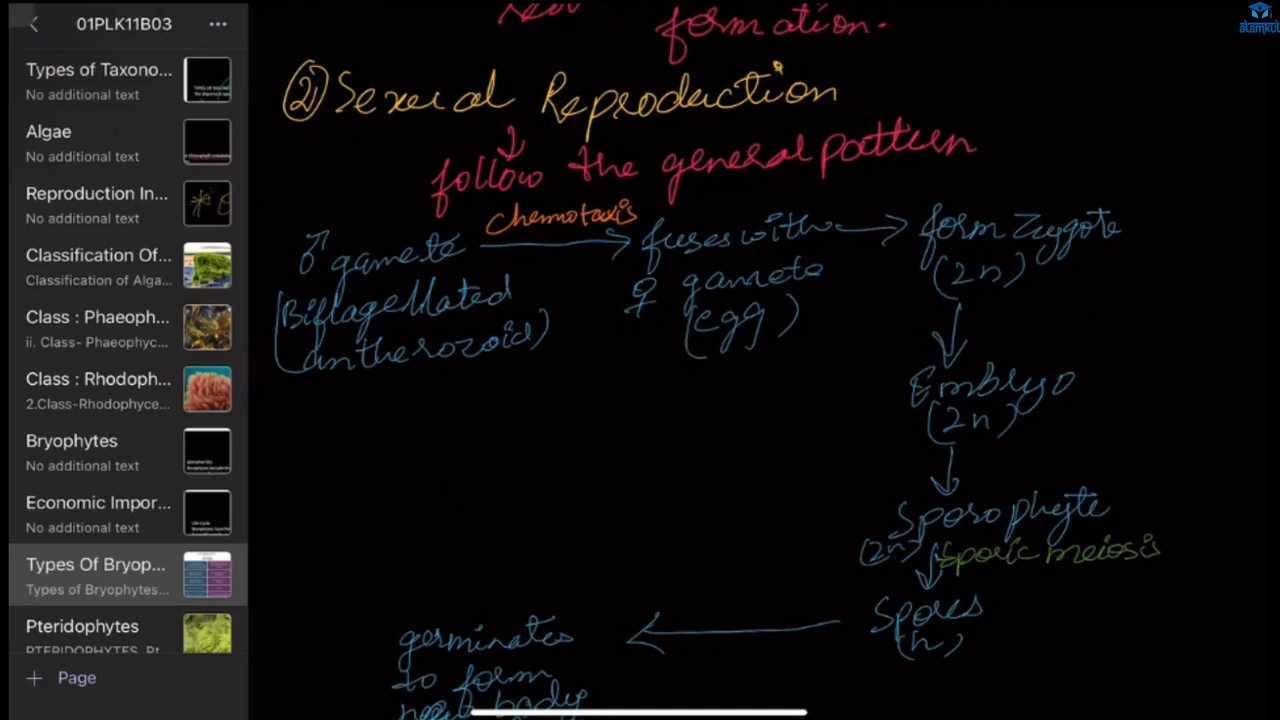 01PLK11B03
Types of Taxono...
No additional text
Algae
No additional text
Reproduction In...
No additional text
Classification Of...
Classification of Alga...
Class : Phaeoph...
ii. Class- Phaeophyc...
Class : Rhodoph...
2.Class-Rhodophyce...
Bryophytes
No additional text
Economic Impor...
No additional text
Types Of Bryop...
Types of Bryophytes...
Pteridophytes
PTERIDOPHYTES Pt
+ Page
formation.
② Sexual Reproduction
↓
follow the general pattern
chemotaxis
♂ gamete → fuses with → form zygote
(Biflagellated ♀ gamete (2n)
antherozoid) (egg)
↓
Embryo
(2n)
↓
Sporophyte
(2n) ↓ Sporic meiosis
Spores
(n)
← 
germinates
to form
body
alamkul